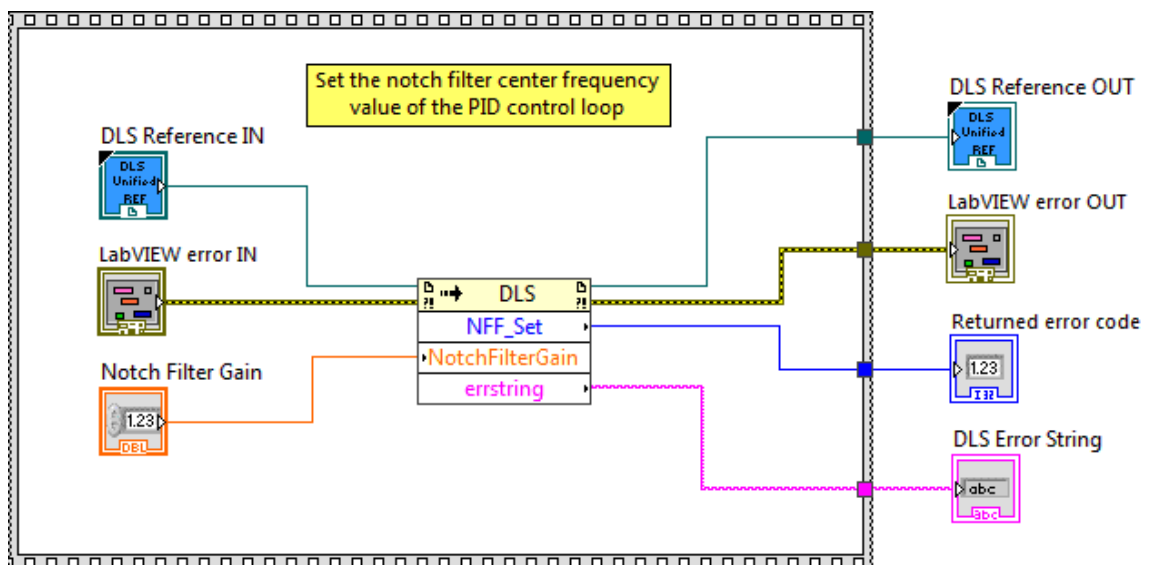 Set the notch filter center frequency
value of the PID control loop
DLS Reference IN
DLS
Unified
REF
LabVIEW error IN
Notch Filter Gain
1.23
DBL
?! DLS ?!
NFF_Set
NotchFilterGain
errstring
DLS Reference OUT
DLS
Unified
REF
LabVIEW error OUT
Returned error code
1.23
I32
DLS Error String
abc
abc